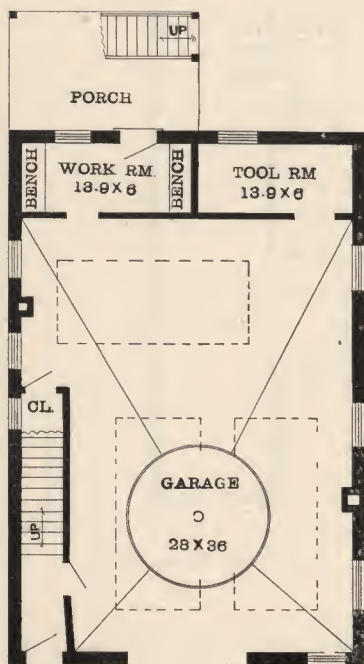 UP
PORCH
BENCH
WORK RM.
13.9 X 6
BENCH
TOOL RM
13.9 X 6
CL.
GARAGE
28 X 36
UP